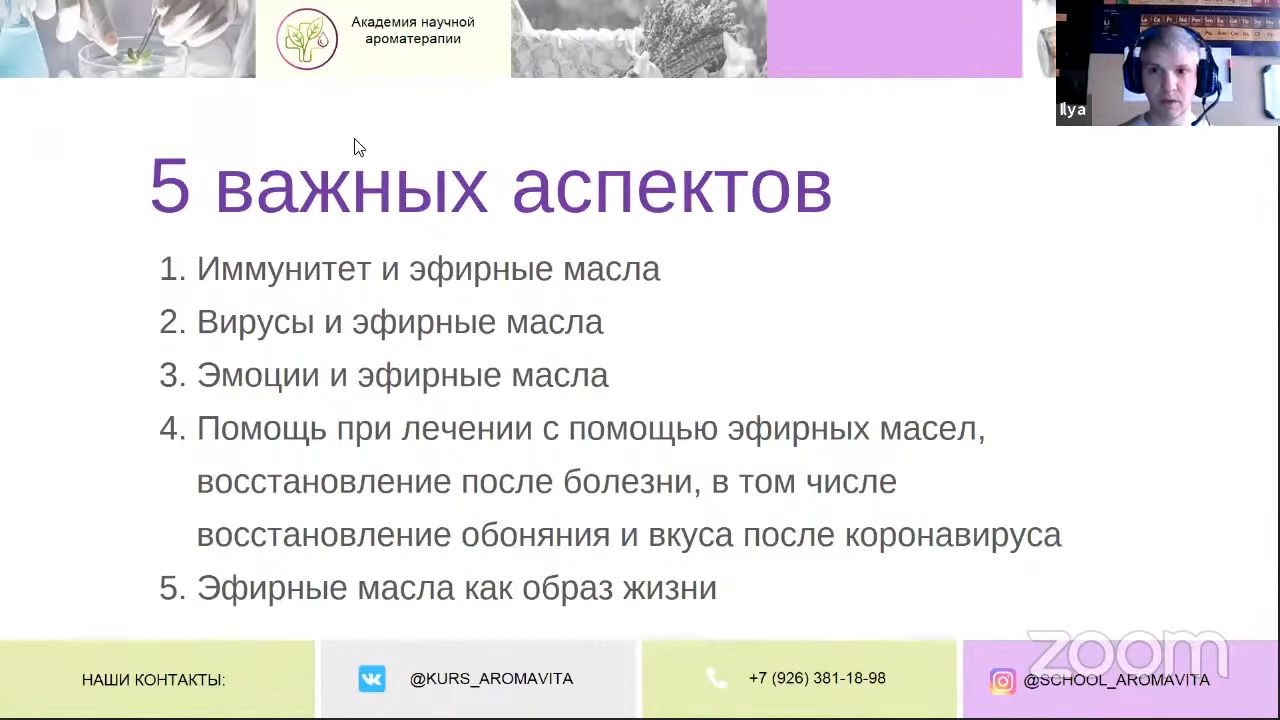 Академия научной
ароматерапии
Ilya
5 важных аспектов
1. Иммунитет и эфирные масла
2. Вирусы и эфирные масла
3. Эмоции и эфирные масла
4. Помощь при лечении с помощью эфирных масел,
восстановление после болезни, в том числе
восстановление обоняния и вкуса после коронавируса
5. Эфирные масла как образ жизни
zoom
НАШИ КОНТАКТЫ:
@KURS_AROMAVITA
+7 (926) 381-18-98
@SCHOOL_AROMAVITA